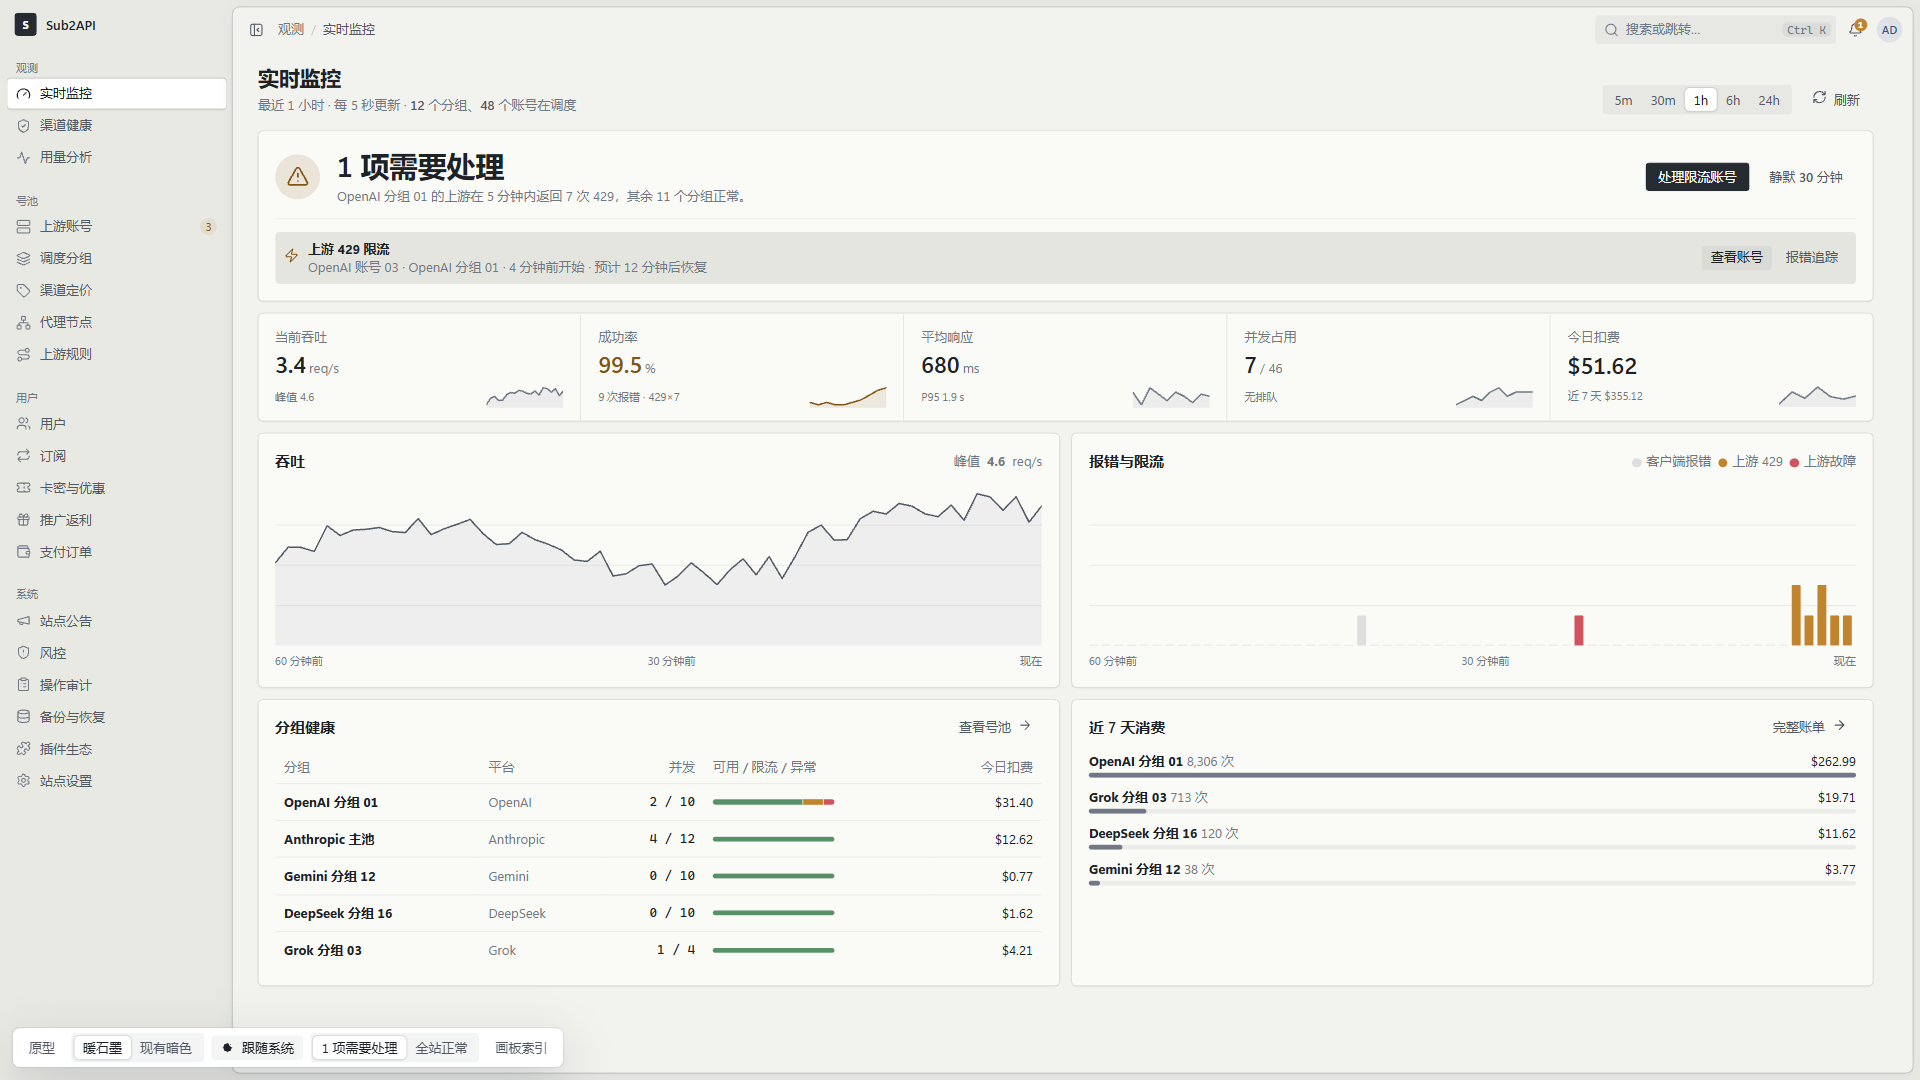 S Sub2API
观测
实时监控
渠道健康
用量分析
号池
上游账号 3
调度分组
渠道定价
代理节点
上游规则
用户
用户
订阅
卡密与优惠
推广返利
支付订单
系统
站点公告
风控
操作审计
备份与恢复
插件生态
站点设置
观测 / 实时监控
搜索或跳转... Ctrl K
1
AD
实时监控
最近 1 小时 · 每 5 秒更新 · 12 个分组、48 个账号在调度
5m 30m 1h 6h 24h 刷新
1 项需要处理
OpenAI 分组 01 的上游在 5 分钟内返回 7 次 429，其余 11 个分组正常。
处理限流账号 静默 30 分钟
上游 429 限流
OpenAI 账号 03 · OpenAI 分组 01 · 4 分钟前开始 · 预计 12 分钟后恢复
查看账号 报错追踪
当前吞吐
3.4 req/s
峰值 4.6
成功率
99.5 %
9 次报错 · 429×7
平均响应
680 ms
P95 1.9 s
并发占用
7 / 46
无排队
今日扣费
$51.62
近 7 天 $355.12
吞吐 峰值 4.6 req/s
60 分钟前 30 分钟前 现在
报错与限流 客户端报错 上游 429 上游故障
60 分钟前 30 分钟前 现在
分组健康 查看号池
分组 平台 并发 可用 / 限流 / 异常 今日扣费
OpenAI 分组 01 OpenAI 2 / 10 $31.40
Anthropic 主池 Anthropic 4 / 12 $12.62
Gemini 分组 12 Gemini 0 / 10 $0.77
DeepSeek 分组 16 DeepSeek 0 / 10 $1.62
Grok 分组 03 Grok 1 / 4 $4.21
近 7 天消费 完整账单
OpenAI 分组 01 8,306 次 $262.99
Grok 分组 03 713 次 $19.71
DeepSeek 分组 16 120 次 $11.62
Gemini 分组 12 38 次 $3.77
原型 暖石墨 现有暗色 跟随系统 1 项需要处理 全站正常 画板索引